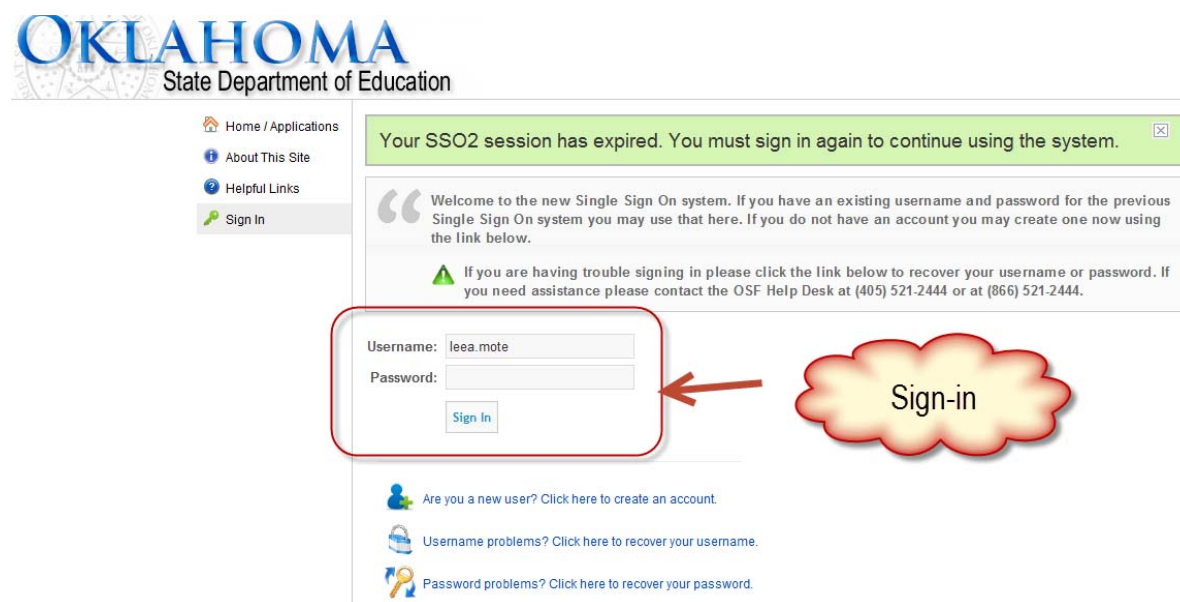 OKLAHOMA
State Department of Education
Home / Applications
About This Site
Helpful Links
Sign In
Your SSO2 session has expired. You must sign in again to continue using the system.
Welcome to the new Single Sign On system. If you have an existing username and password for the previous
Single Sign On system you may use that here. If you do not have an account you may create one now using
the link below.
If you are having trouble signing in please click the link below to recover your username or password. If
you need assistance please contact the OSF Help Desk at (405) 521-2444 or at (866) 521-2444.
Username: leea.mote
Password:
Sign In
Sign-in
Are you a new user? Click here to create an account.
Username problems? Click here to recover your username.
Password problems? Click here to recover your password.